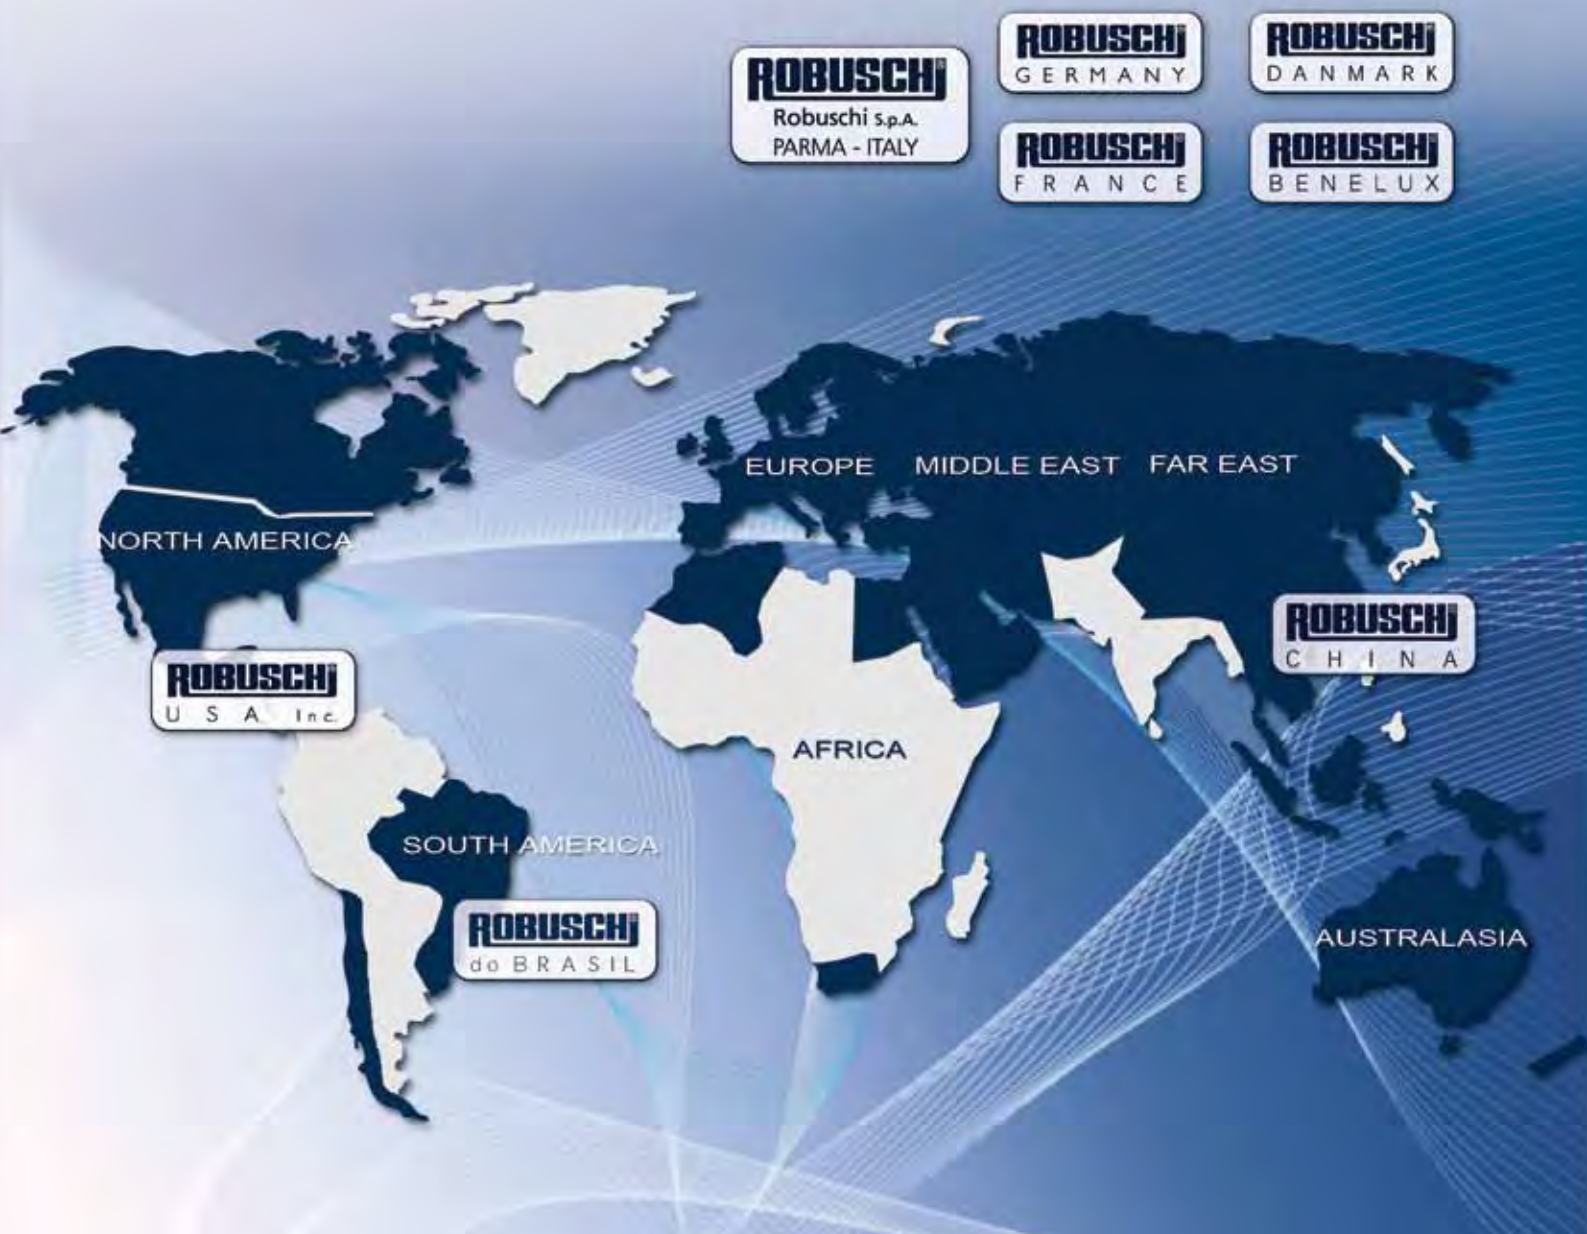 ROBUSCHi
Robuschi S.p.A.
PARMA - ITALY
ROBUSCHi
GERMANY
ROBUSCHi
DANMARK
ROBUSCHi
FRANCE
ROBUSCHi
BENELUX
EUROPE
MIDDLE EAST
FAR EAST
NORTH AMERICA
ROBUSCHi
CHINA
ROBUSCHi
USA Inc.
AFRICA
SOUTH AMERICA
ROBUSCHi
do BRASIL
AUSTRALASIA